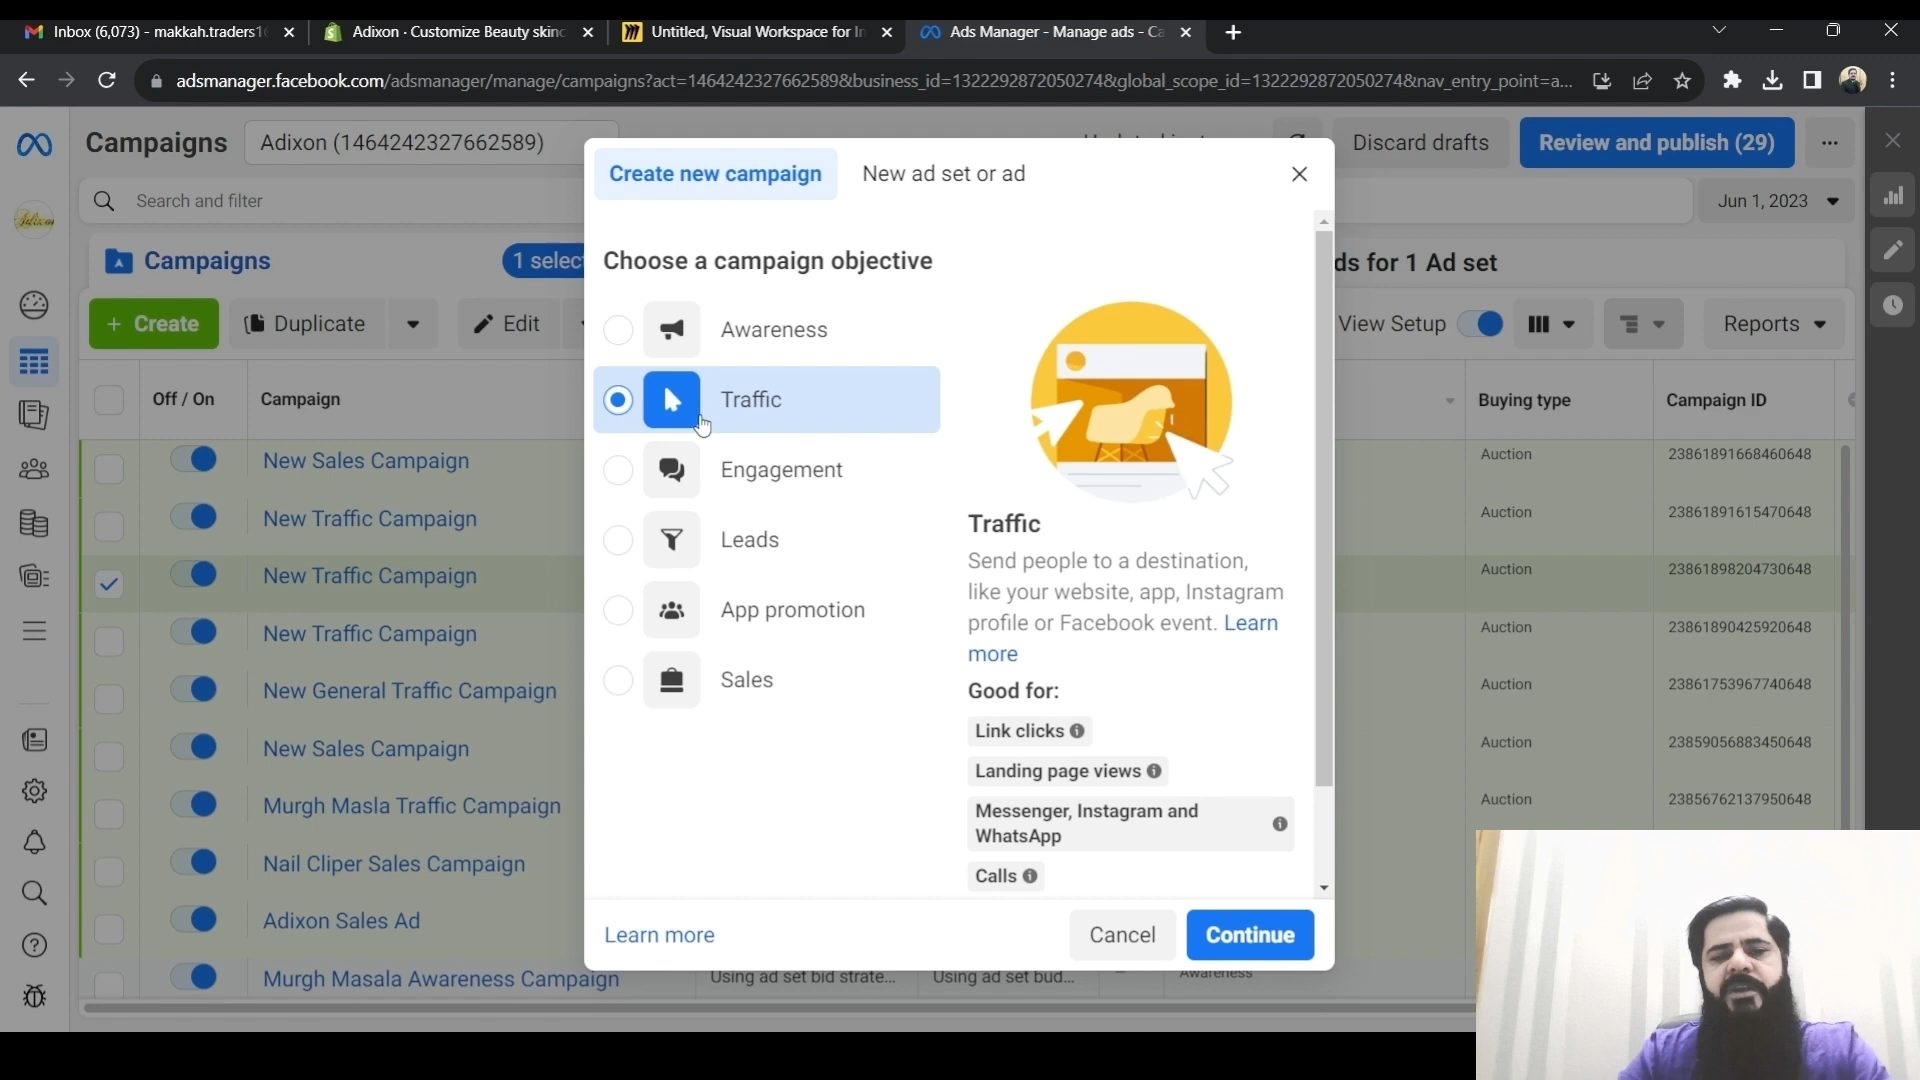 Inbox (6,073) - makkah.traders1
Adixon · Customize Beauty skinc
Untitled, Visual Workspace for In
Ads Manager - Manage ads - Ca
adsmanager.facebook.com/adsmanager/manage/campaigns?act=1464242327662589&business_id=1322292872050274&global_scope_id=1322292872050274&nav_entry_point=a...
Campaigns
Adixon (1464242327662589)
Discard drafts
Review and publish (29)
Create new campaign
New ad set or ad
Search and filter
Jun 1, 2023
Campaigns
1 selec
ds for 1 Ad set
Choose a campaign objective
+ Create
Duplicate
Edit
View Setup
Reports
Awareness
Traffic
Engagement
Leads
App promotion
Sales
Traffic
Send people to a destination,
like your website, app, Instagram
profile or Facebook event. Learn
more
Good for:
Link clicks
Landing page views
Messenger, Instagram and
WhatsApp
Calls
Learn more
Cancel
Continue
Off / On
Campaign
Buying type
Campaign ID
New Sales Campaign
Auction
23861891668460648
New Traffic Campaign
Auction
23861891615470648
New Traffic Campaign
Auction
23861898204730648
New Traffic Campaign
Auction
23861890425920648
New General Traffic Campaign
Auction
23861753967740648
New Sales Campaign
Auction
23859056883450648
Murgh Masla Traffic Campaign
Auction
23856762137950648
Nail Cliper Sales Campaign
Adixon Sales Ad
Murgh Masala Awareness Campaign
Using ad set bid strate...
Using ad set bud...
Awareness